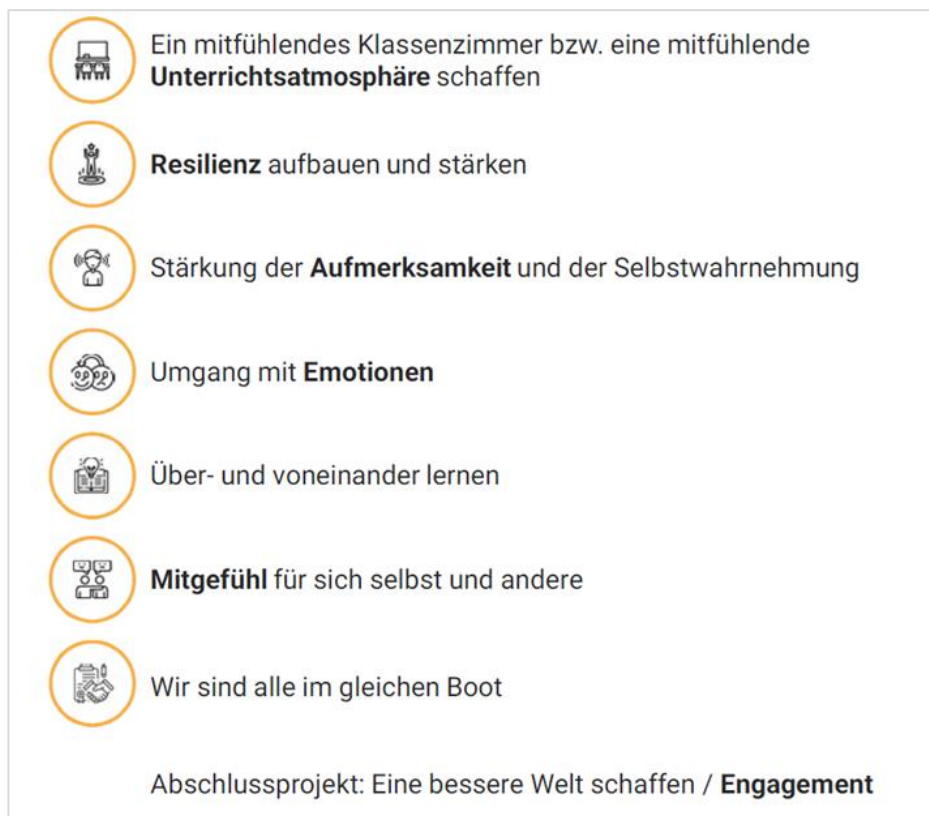 Ein mitfühlendes Klassenzimmer bzw. eine mitfühlende
Unterrichtsatmosphäre schaffen
Resilienz aufbauen und stärken
Stärkung der Aufmerksamkeit und der Selbstwahrnehmung
Umgang mit Emotionen
Über- und voneinander lernen
Mitgefühl für sich selbst und andere
Wir sind alle im gleichen Boot
Abschlussprojekt: Eine bessere Welt schaffen / Engagement